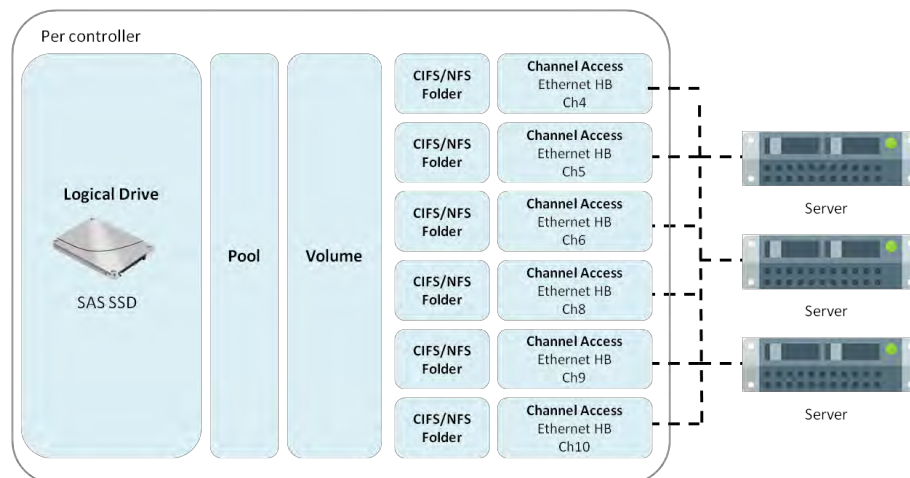 Per controller
Logical Drive
SAS SSD
Pool
Volume
CIFS/NFS
Folder
Channel Access
Ethernet HB
Ch4
CIFS/NFS
Folder
Channel Access
Ethernet HB
Ch5
CIFS/NFS
Folder
Channel Access
Ethernet HB
Ch6
CIFS/NFS
Folder
Channel Access
Ethernet HB
Ch8
CIFS/NFS
Folder
Channel Access
Ethernet HB
Ch9
CIFS/NFS
Folder
Channel Access
Ethernet HB
Ch10
Server
Server
Server